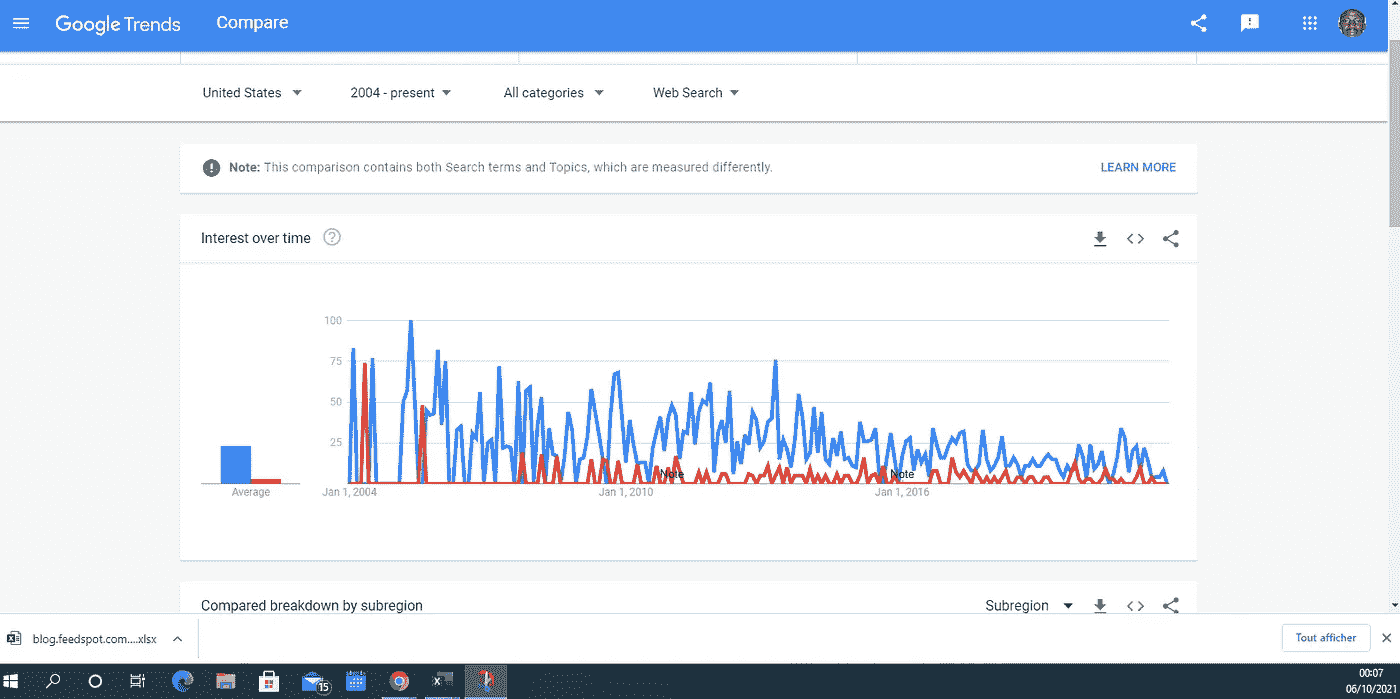 Google Trends Compare
United States 2004 - present All categories Web Search
Note: This comparison contains both Search terms and Topics, which are measured differently. LEARN MORE
Interest over time
100
75
50
25
Note Note
Average Jan 1, 2004 Jan 1, 2010 Jan 1, 2016
Compared breakdown by subregion Subregion
blog.feedspot.com....xlsx Tout afficher
15
00:07
06/10/2021